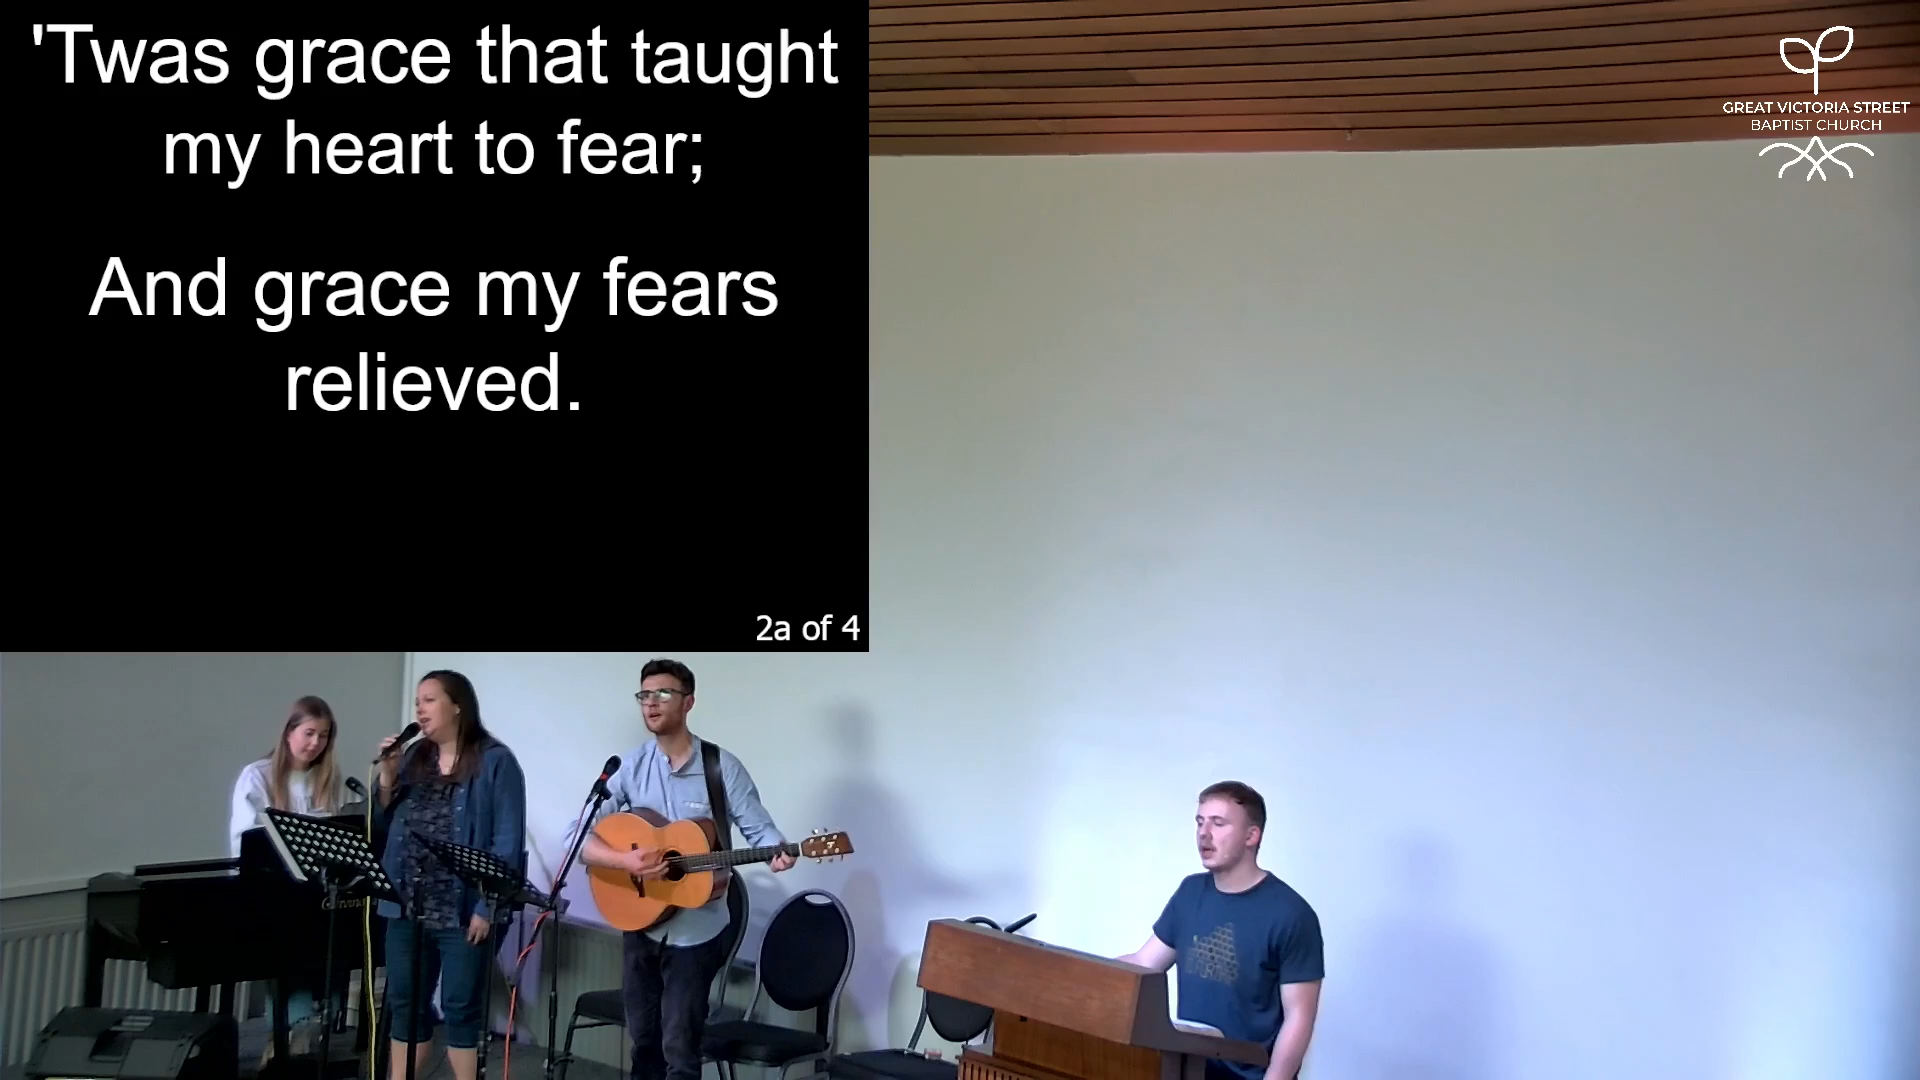 'Twas grace that taught
my heart to fear;
And grace my fears
relieved.
2a of 4
GREAT VICTORIA STREET
BAPTIST CHURCH